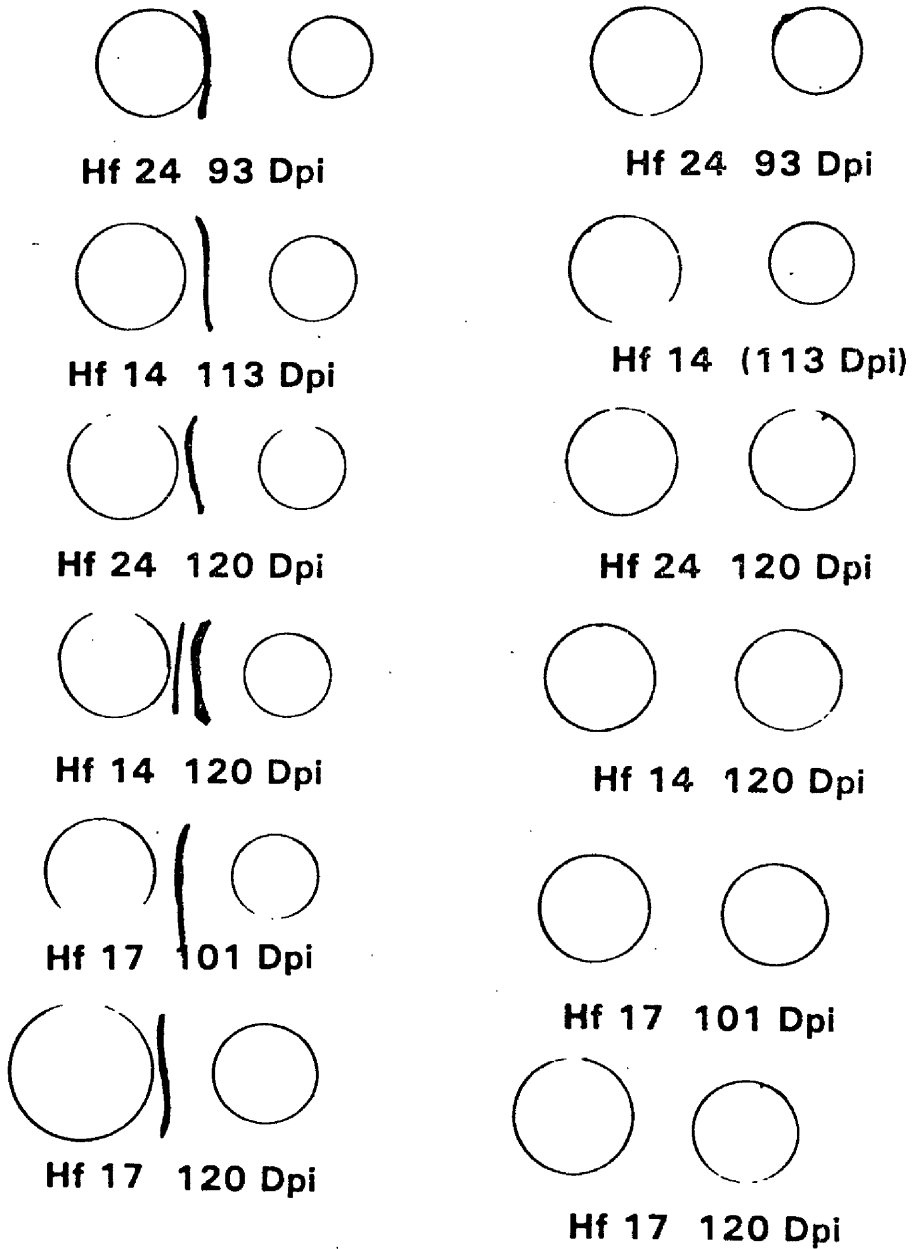 Hf 24 93 Dpi
Hf 24 93 Dpi
Hf 14 113 Dpi
Hf 14 (113 Dpi)
Hf 24 120 Dpi
Hf 24 120 Dpi
Hf 14 120 Dpi
Hf 14 120 Dpi
Hf 17 101 Dpi
Hf 17 101 Dpi
Hf 17 120 Dpi
Hf 17 120 Dpi